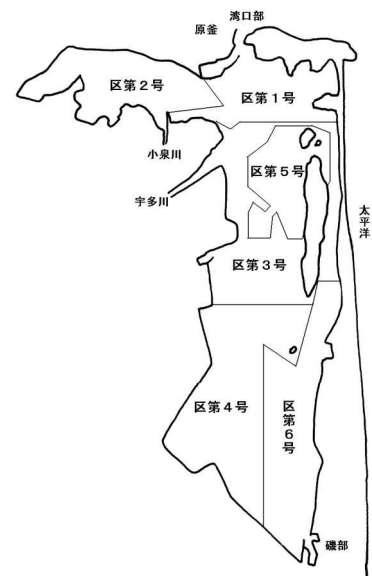 湾口部
原釜
区第２号
区第１号
小泉川
区第５号
宇多川
太平洋
区第３号
区第４号
区第６号
磯部